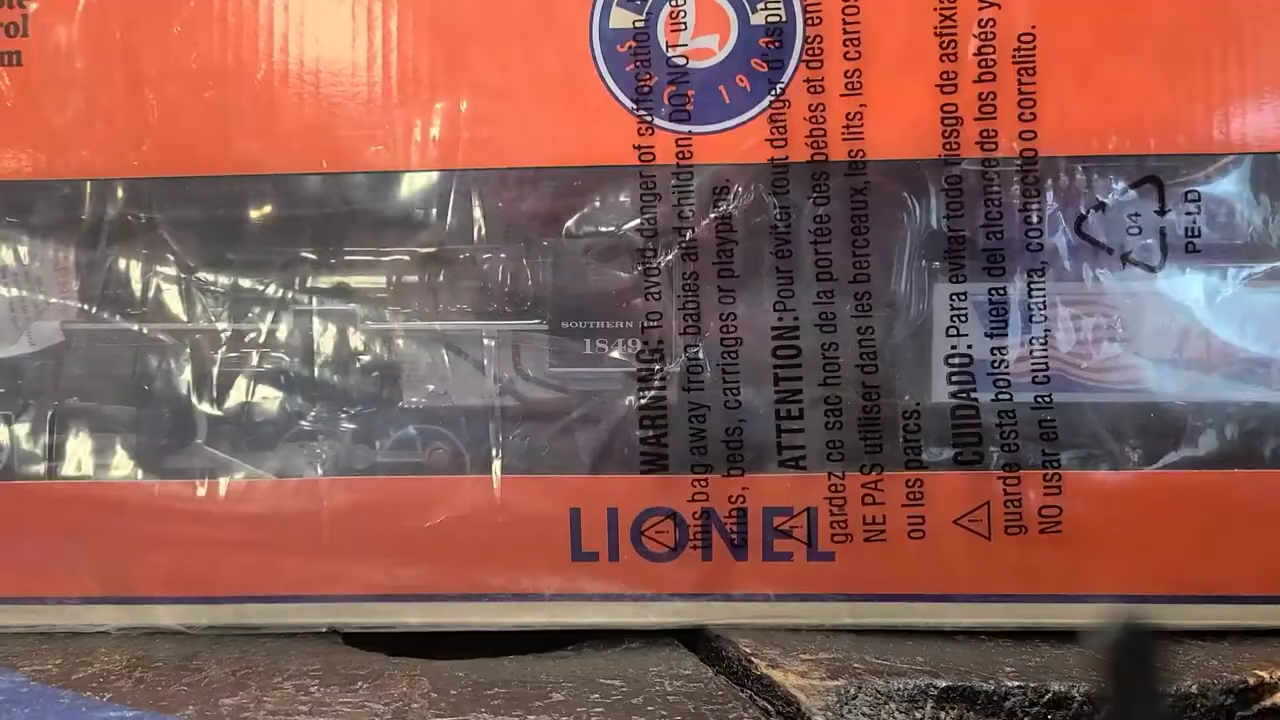 rol
m
1900
SOUTHERN
1849
LIONEL
WARNING: To avoid danger of suffocation,
this bag away from babies and children. DO NOT use
cribs, beds, carriages or playpens.
ATTENTION: Pour éviter tout danger d'asph
gardez ce sac hors de la portée des bébés et des en
NE PAS utiliser dans les berceaux, les lits, les carros
ou les parcs.
CUIDADO: Para evitar todo riesgo de asfixia
guarde esta bolsa fuera del alcance de los bebés y
NO usar en la cuna, cama, cochecito o corralito.
04
PE-LD